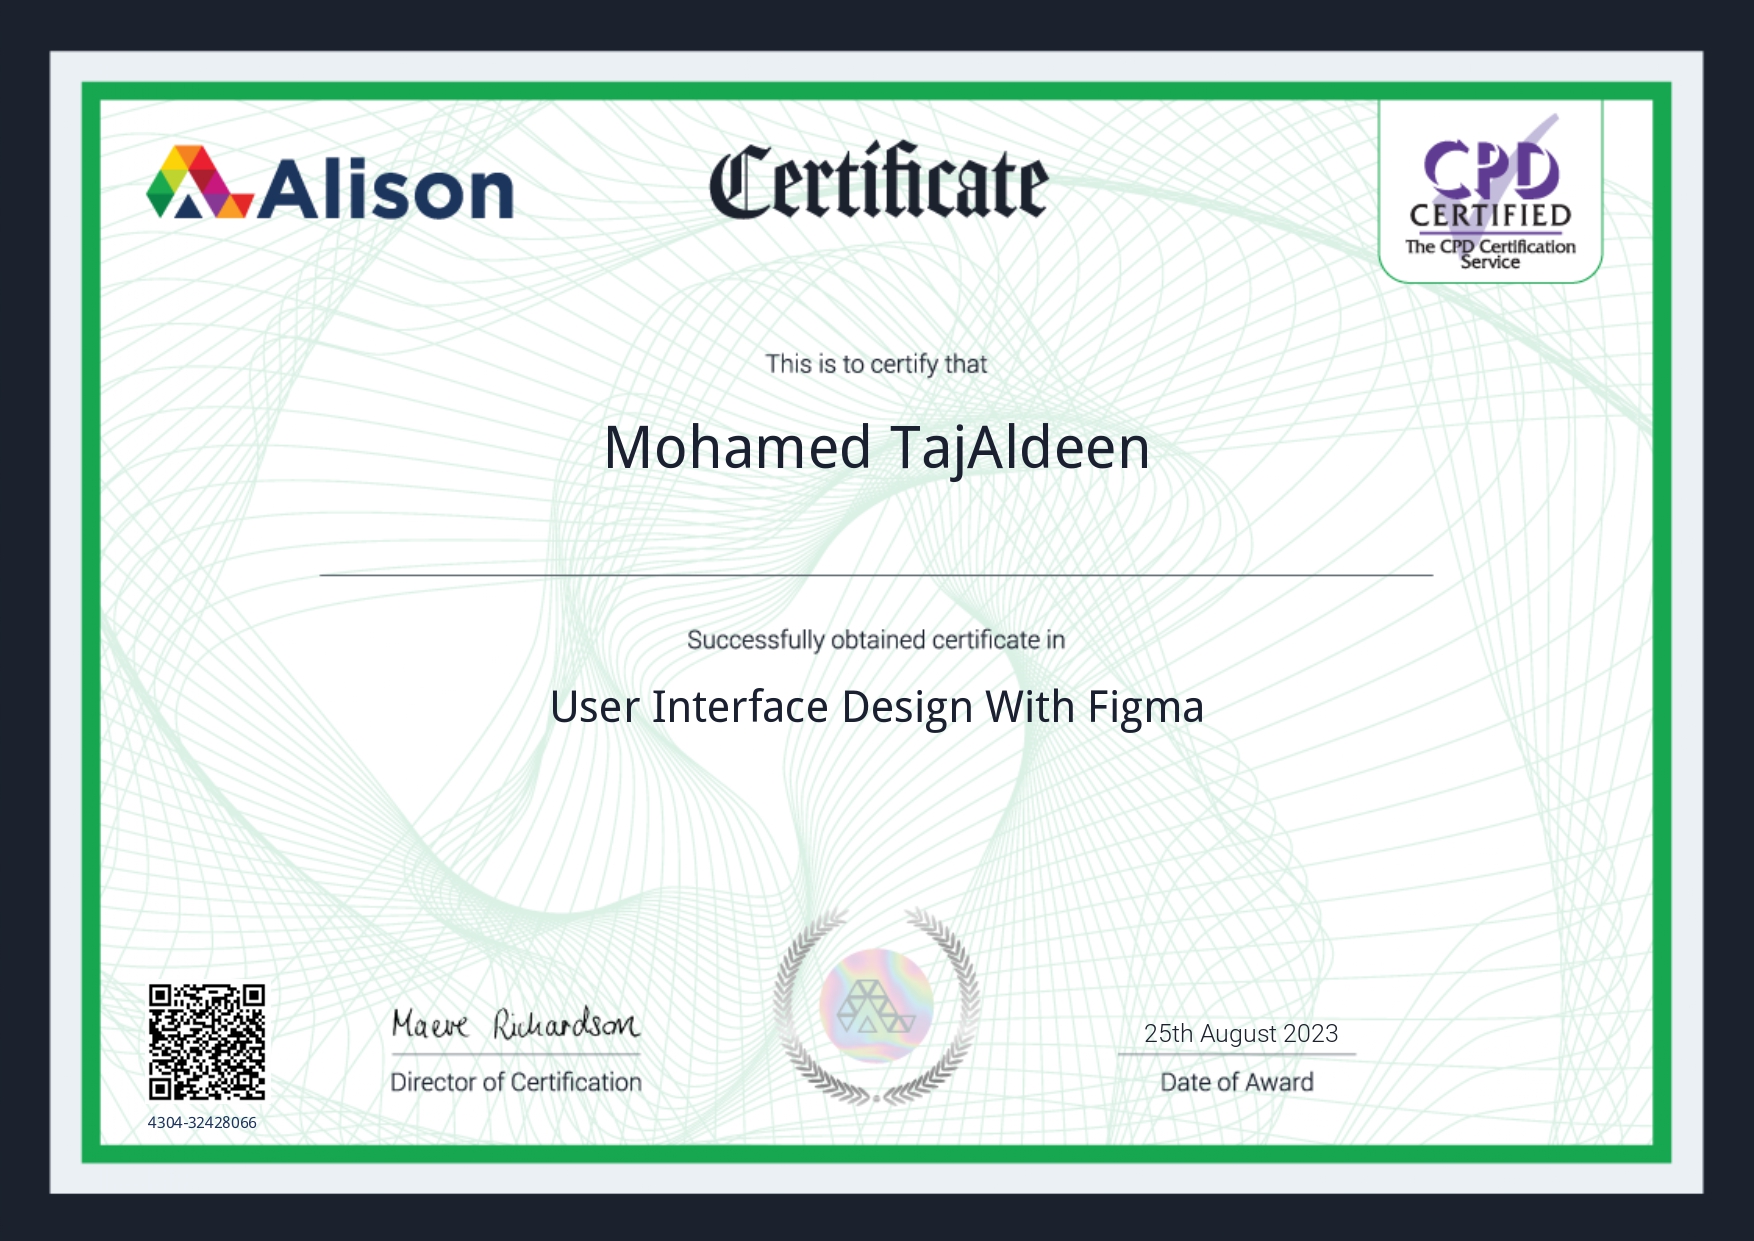 Alison
Certificate
CPD
CERTIFIED
The CPD Certification
Service
This is to certify that
Mohamed TajAldeen
Successfully obtained certificate in
User Interface Design With Figma
Maeve Richardson
Director of Certification
25th August 2023
Date of Award
4304-32428066